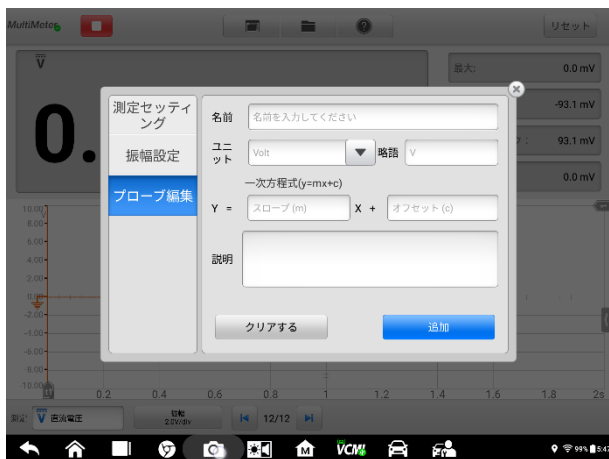 MultiMeter
リセット
V
最大:
0.0 mV
-93.1 mV
93.1 mV
0.0 mV
0.
測定セッティ
ング
振幅設定
プローブ編集
名前
名前を入力してください
ユニ
ット
Volt
略語
V
一次方程式(y=mx+c)
Y =
スロープ (m)
X +
オフセット (c)
説明
クリアする
追加
10.00
V
8.00
6.00
4.00
2.00
0.00
-2.00
-4.00
-6.00
-8.00
-10.00
0.2
0.4
0.6
0.8
1
1.2
1.4
1.6
1.8
2s
測定:
V
直流電圧
振幅
2.0V/div
12/12
M
VCMI
99%
5:47